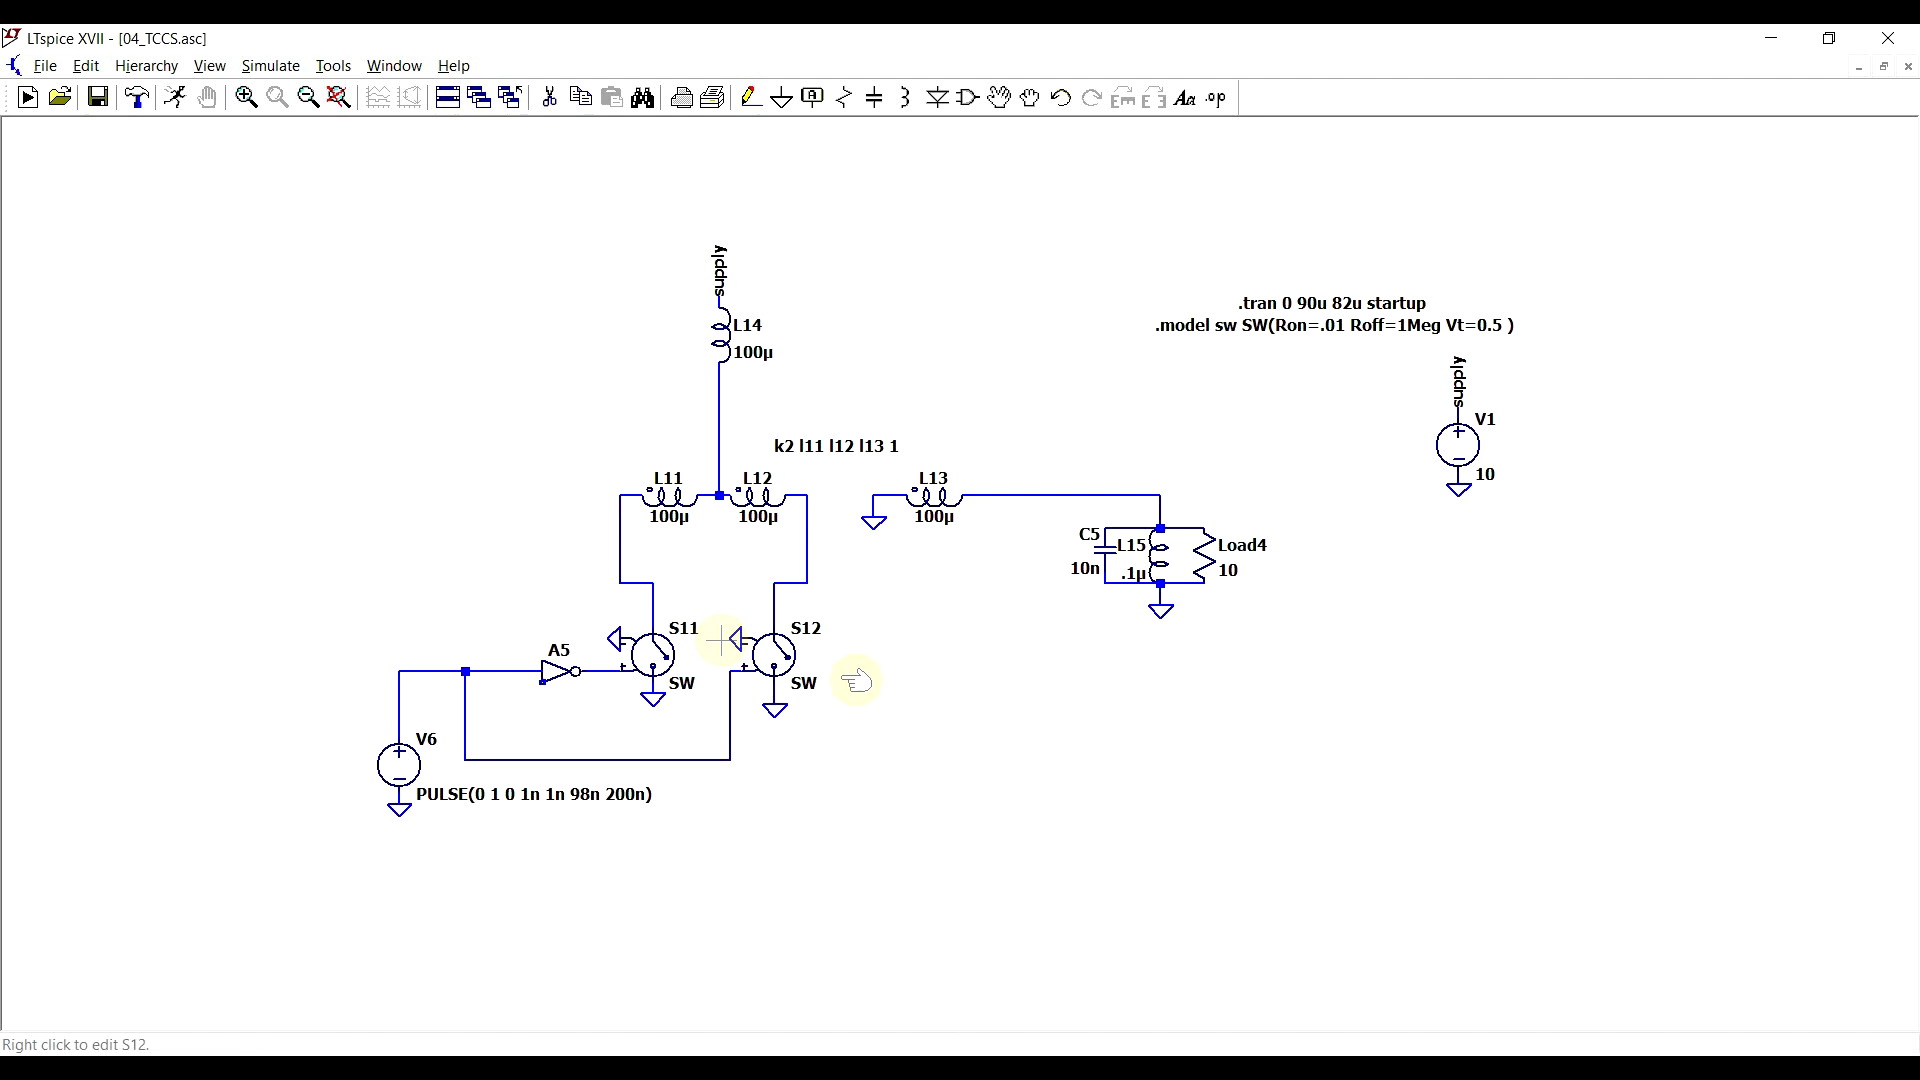 LTspice XVII - [04_TCCS.asc]
File Edit Hierarchy View Simulate Tools Window Help
.op
supply
L14
100µ
.tran 0 90u 82u startup
.model sw SW(Ron=.01 Roff=1Meg Vt=0.5 )
supply
V1
10
k2 l11 l12 l13 1
L11
100µ
L12
100µ
L13
100µ
C5
10n
L15
.1µ
Load4
10
S11
SW
S12
SW
A5
V6
PULSE(0 1 0 1n 1n 98n 200n)
Right click to edit S12.